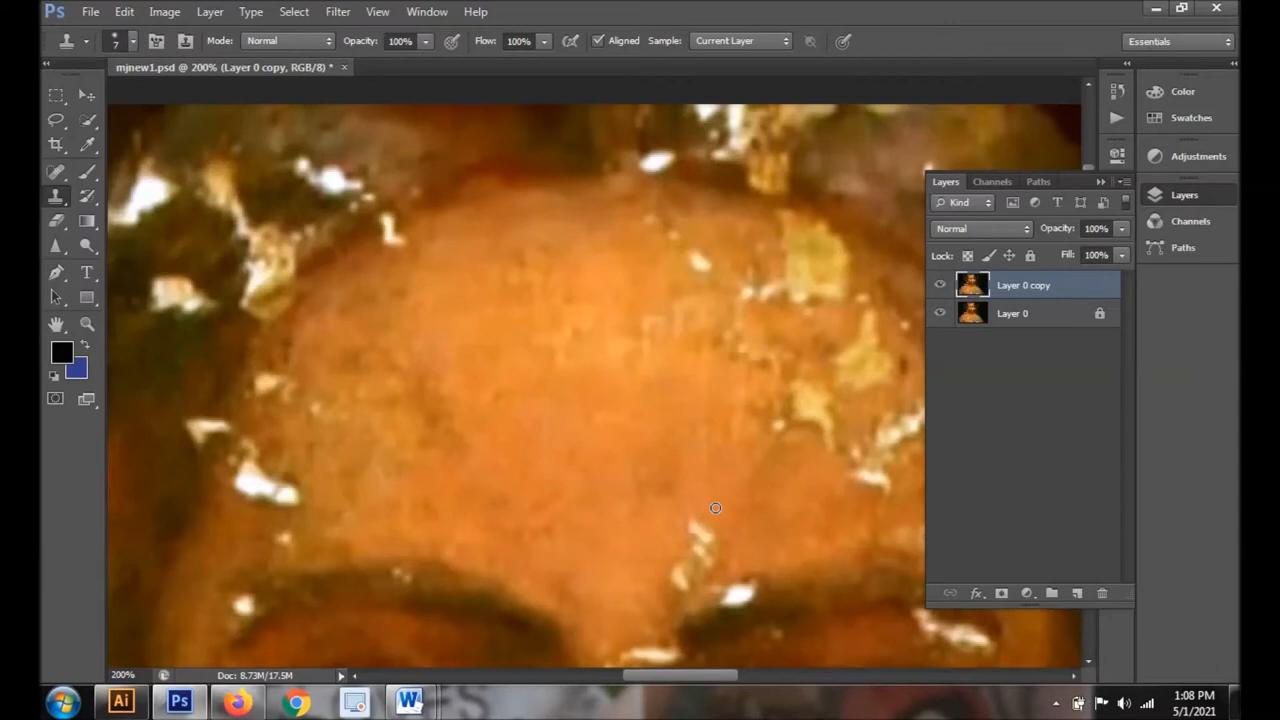 Ps File Edit Image Layer Type Select Filter View Window Help
7 Mode: Normal Opacity: 100% Flow: 100% Aligned Sample: Current Layer Essentials
mjnew1.psd @ 200% (Layer 0 copy, RGB/8) * ×
Color
Swatches
Adjustments
Layers
Channels
Paths
Layers Channels Paths
Kind
Normal Opacity: 100%
Lock: Fill: 100%
Layer 0 copy
Layer 0
fx
200% Doc: 8.73M/17.5M
Ai Ps W
1:08 PM
5/1/2021